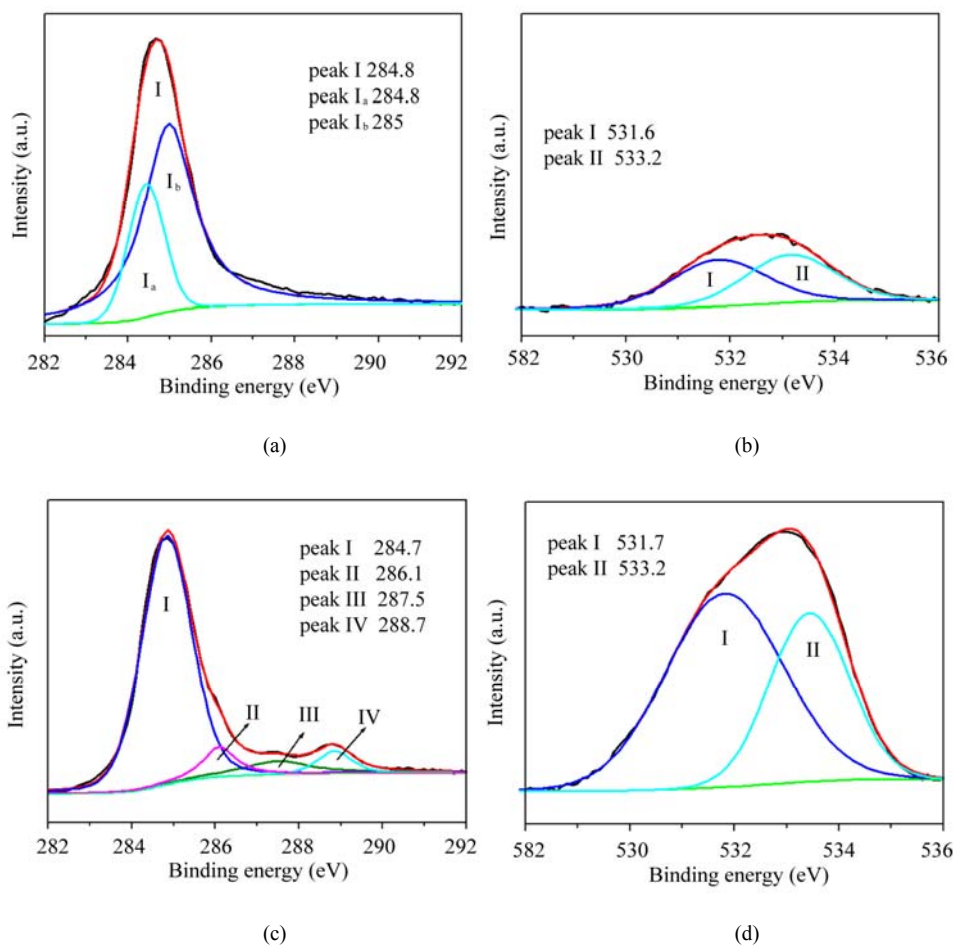 peak I 284.8
peak Iₐ 284.8
peak I_b 285
I
I_b
Iₐ
Intensity (a.u.)
282 284 286 288 290 292
Binding energy (eV)
(a)
peak I 531.6
peak II 533.2
I
II
Intensity (a.u.)
582 530 532 534 536
Binding energy (eV)
(b)
peak I 284.7
peak II 286.1
peak III 287.5
peak IV 288.7
I
II
III
IV
Intensity (a.u.)
282 284 286 288 290 292
Binding energy (eV)
(c)
peak I 531.7
peak II 533.2
I
II
Intensity (a.u.)
582 530 532 534 536
Binding energy (eV)
(d)